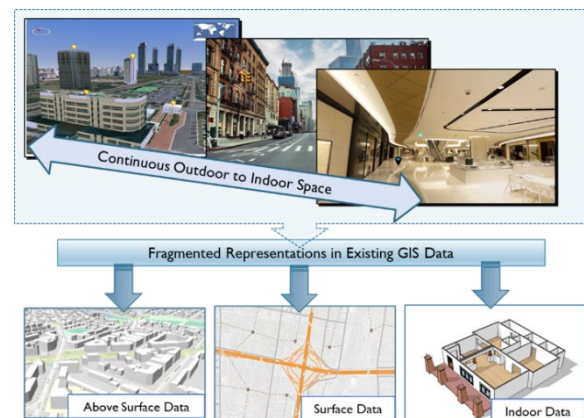 Continuous Outdoor to Indoor Space
Fragmented Representations in Existing GIS Data
Above Surface Data
Surface Data
Indoor Data